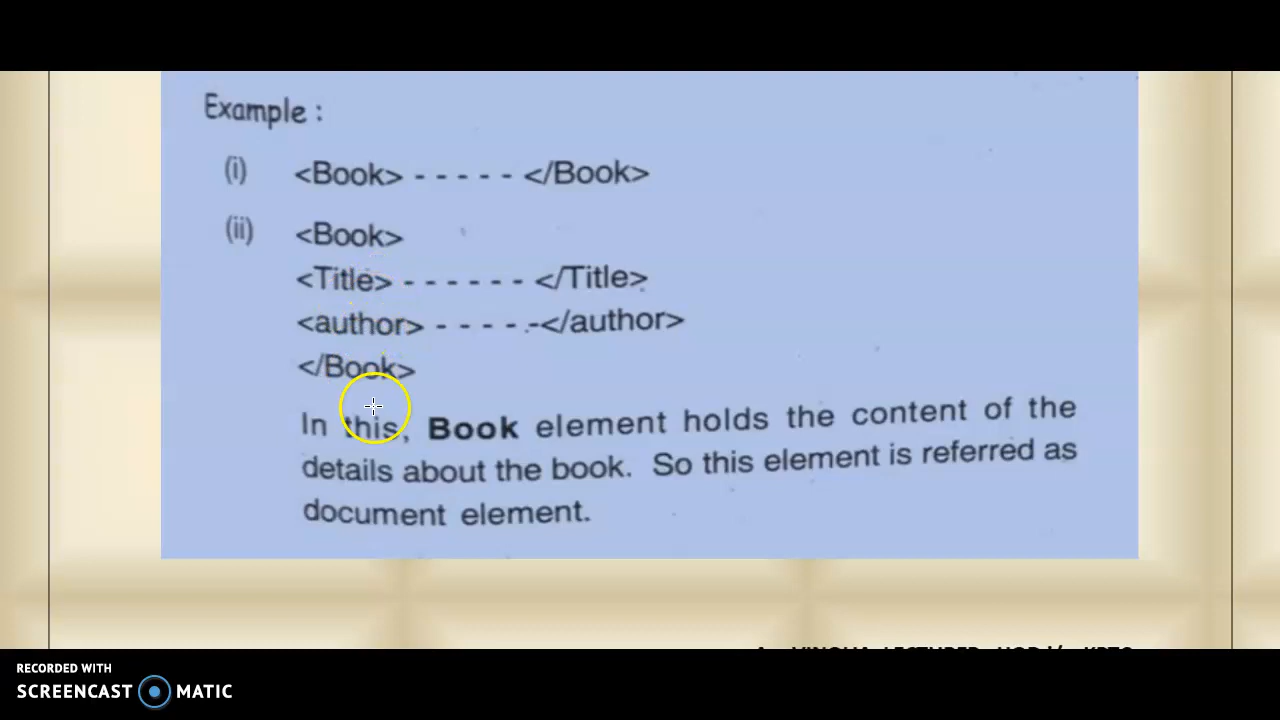 Example :
(i) <Book> - - - - - </Book>
(ii) <Book>
<Title> - - - - - - </Title>
<author> - - - - - -</author>
</Book>
In this, Book element holds the content of the
details about the book. So this element is referred as
document element.
RECORDED WITH
SCREENCAST MATIC